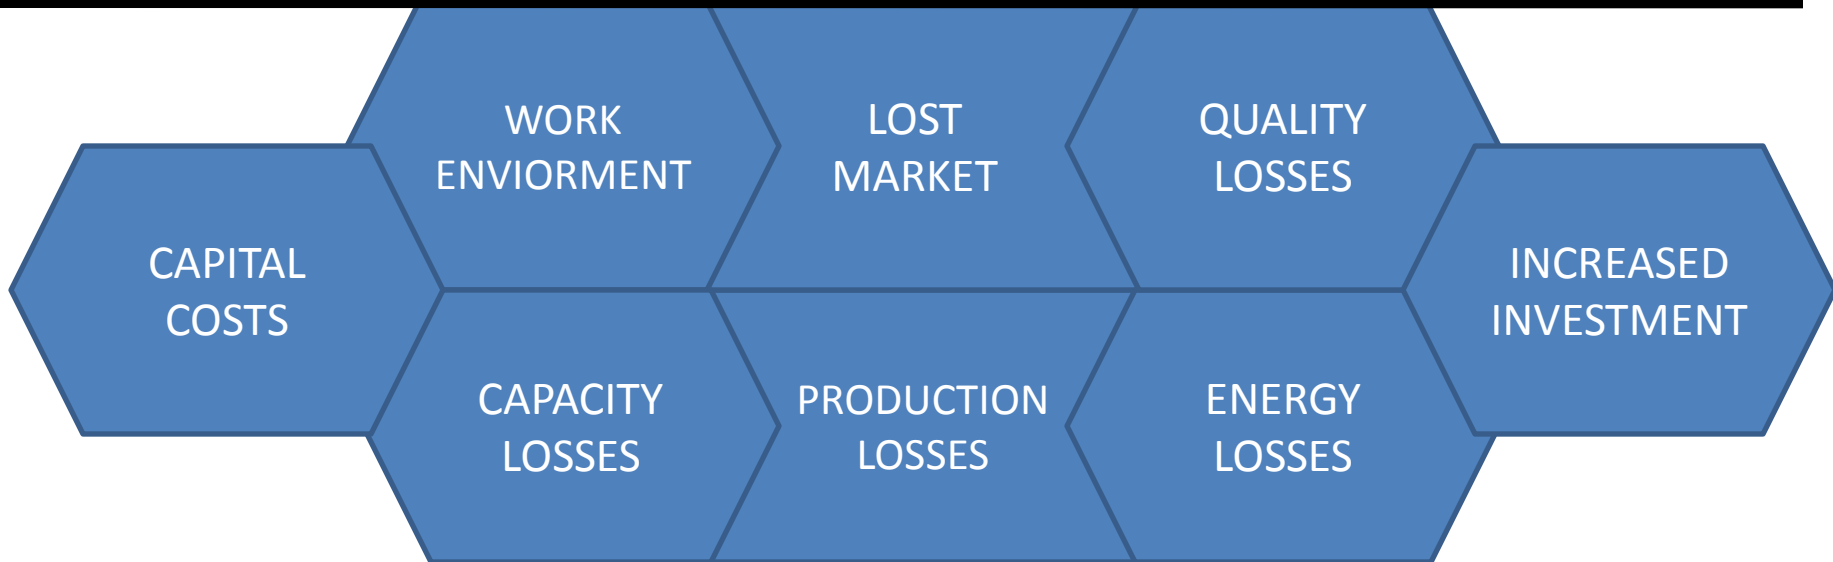 WORK
ENVIORMENT
LOST
MARKET
QUALITY
LOSSES
CAPITAL
COSTS
INCREASED
INVESTMENT
CAPACITY
LOSSES
PRODUCTION
LOSSES
ENERGY
LOSSES